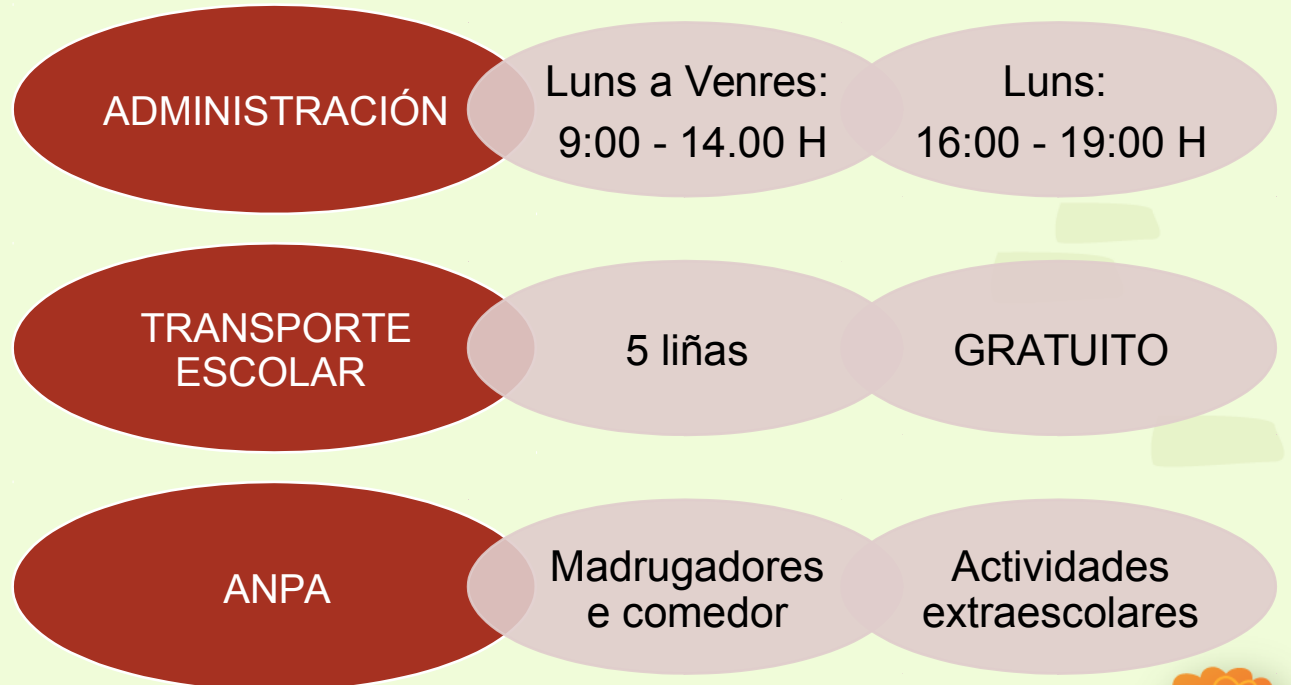 ADMINISTRACIÓN
Luns a Venres:
9:00 - 14.00 H
Luns:
16:00 - 19:00 H
TRANSPORTE
ESCOLAR
5 liñas
GRATUITO
ANPA
Madrugadores
e comedor
Actividades
extraescolares